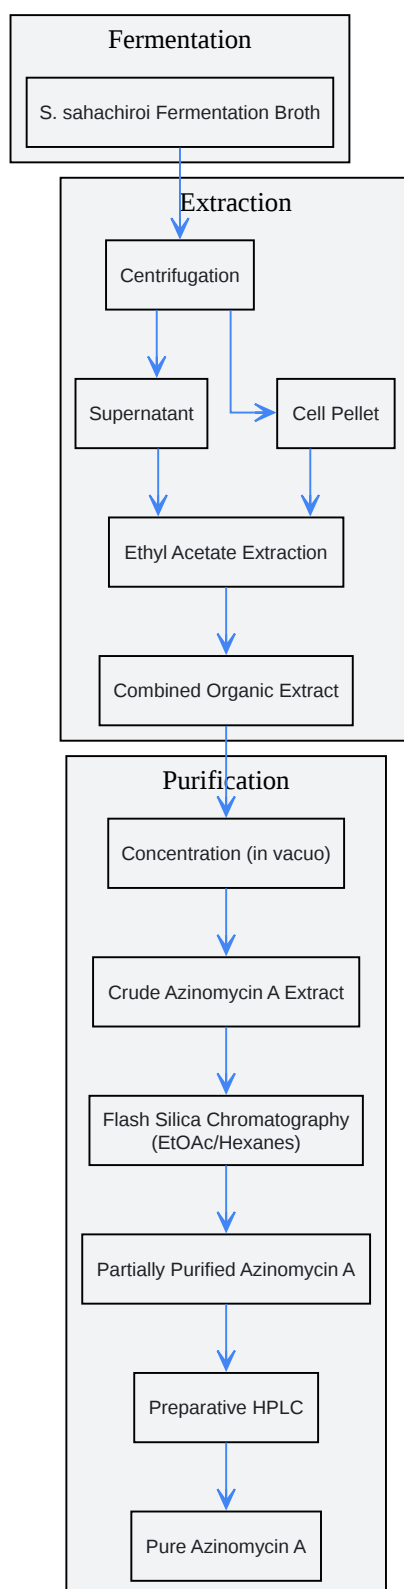 Fermentation
S. sahachiroi Fermentation Broth
Extraction
Centrifugation
Supernatant
Cell Pellet
Ethyl Acetate Extraction
Combined Organic Extract
Purification
Concentration (in vacuo)
Crude Azinomycin A Extract
Flash Silica Chromatography
(EtOAc/Hexanes)
Partially Purified Azinomycin A
Preparative HPLC
Pure Azinomycin A